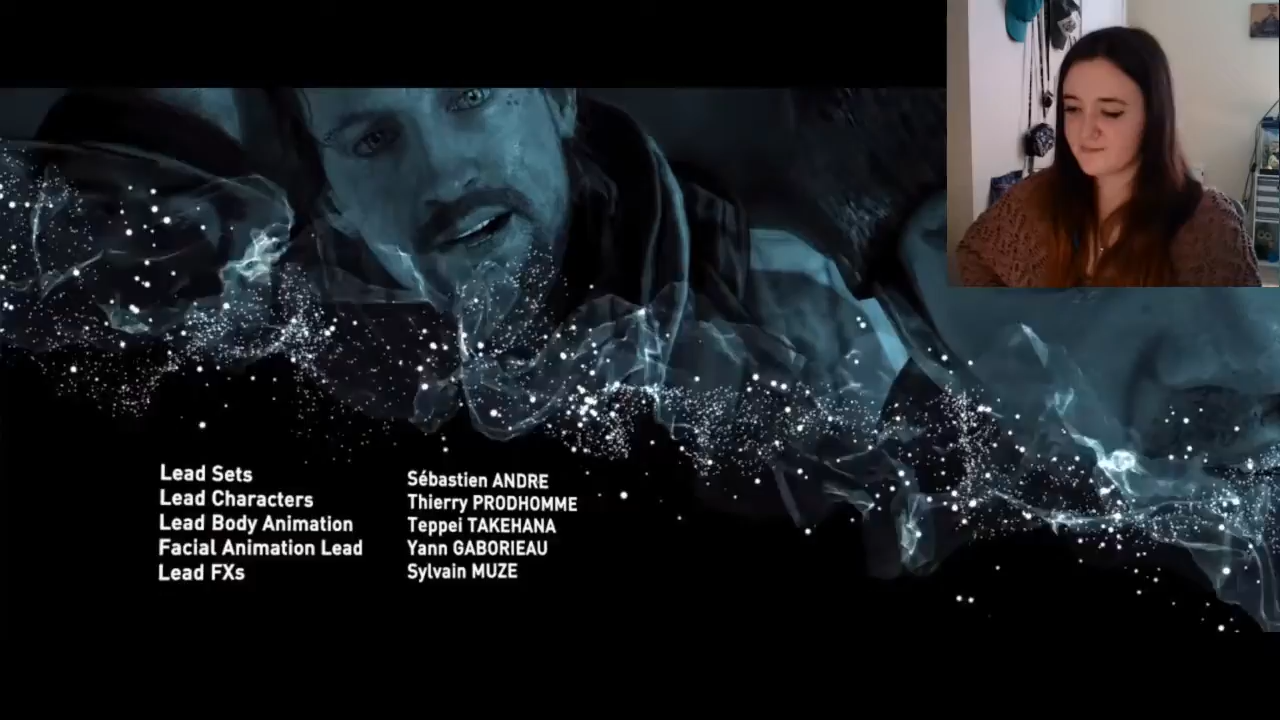 Lead Sets Sébastien ANDRE
Lead Characters Thierry PRODHOMME
Lead Body Animation Teppei TAKEHANA
Facial Animation Lead Yann GABORIEAU
Lead FXs Sylvain MUZE